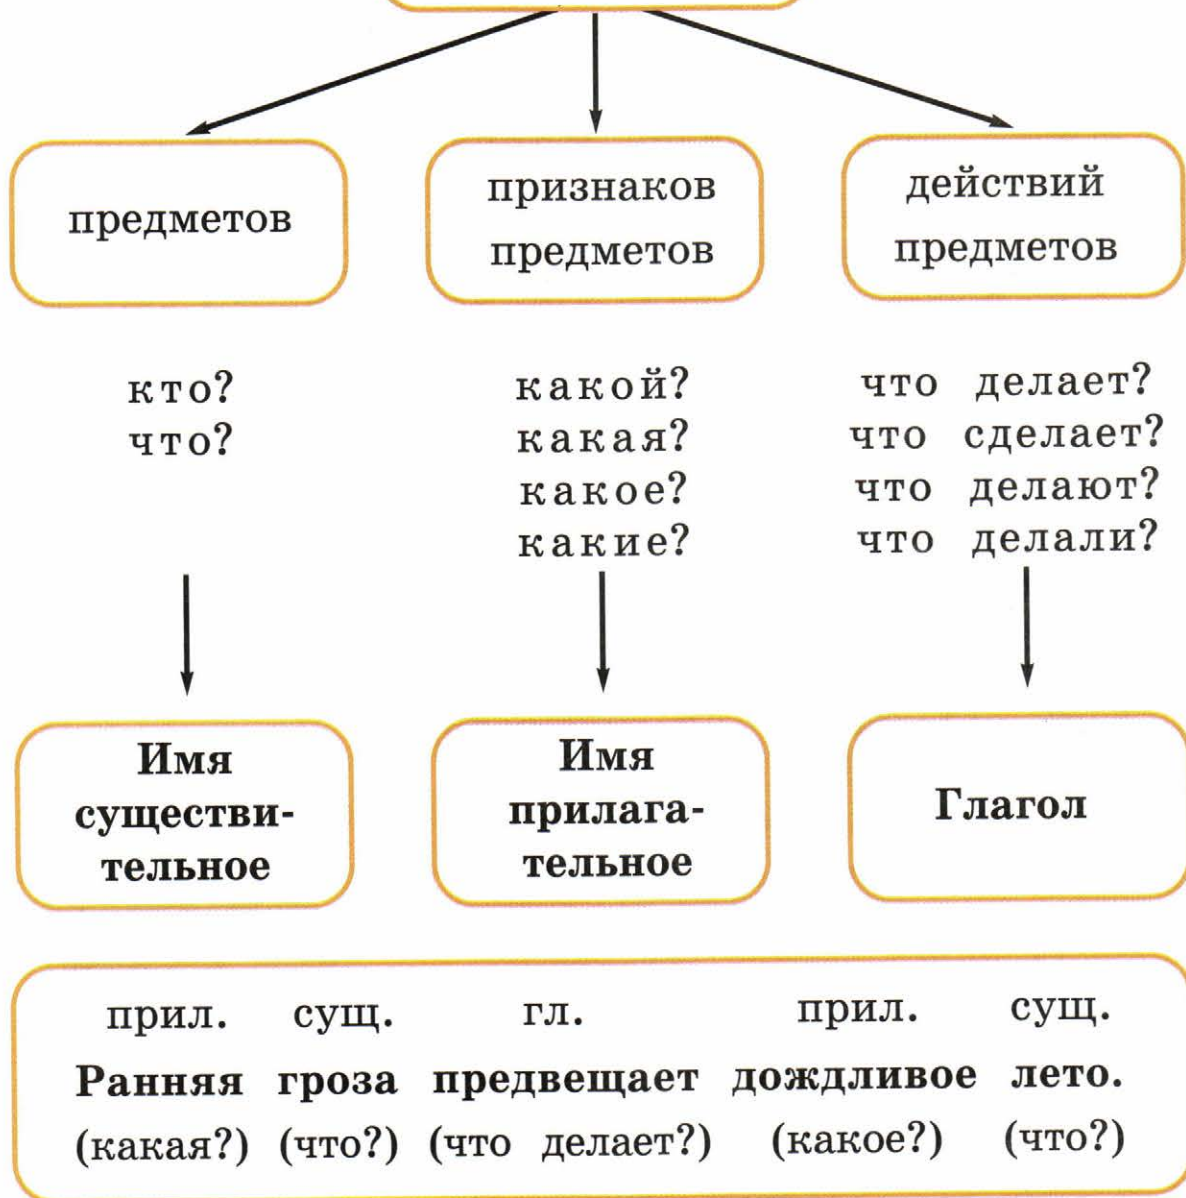 предметов
признаков
предметов
действий
предметов
кто?
что?
какой?
какая?
какое?
какие?
что делает?
что сделает?
что делают?
что делали?
Имя
существи-
тельное
Имя
прилага-
тельное
Глагол
прил. сущ. гл. прил. сущ.
Ранняя гроза предвещает дождливое лето.
(какая?) (что?) (что делает?) (какое?) (что?)